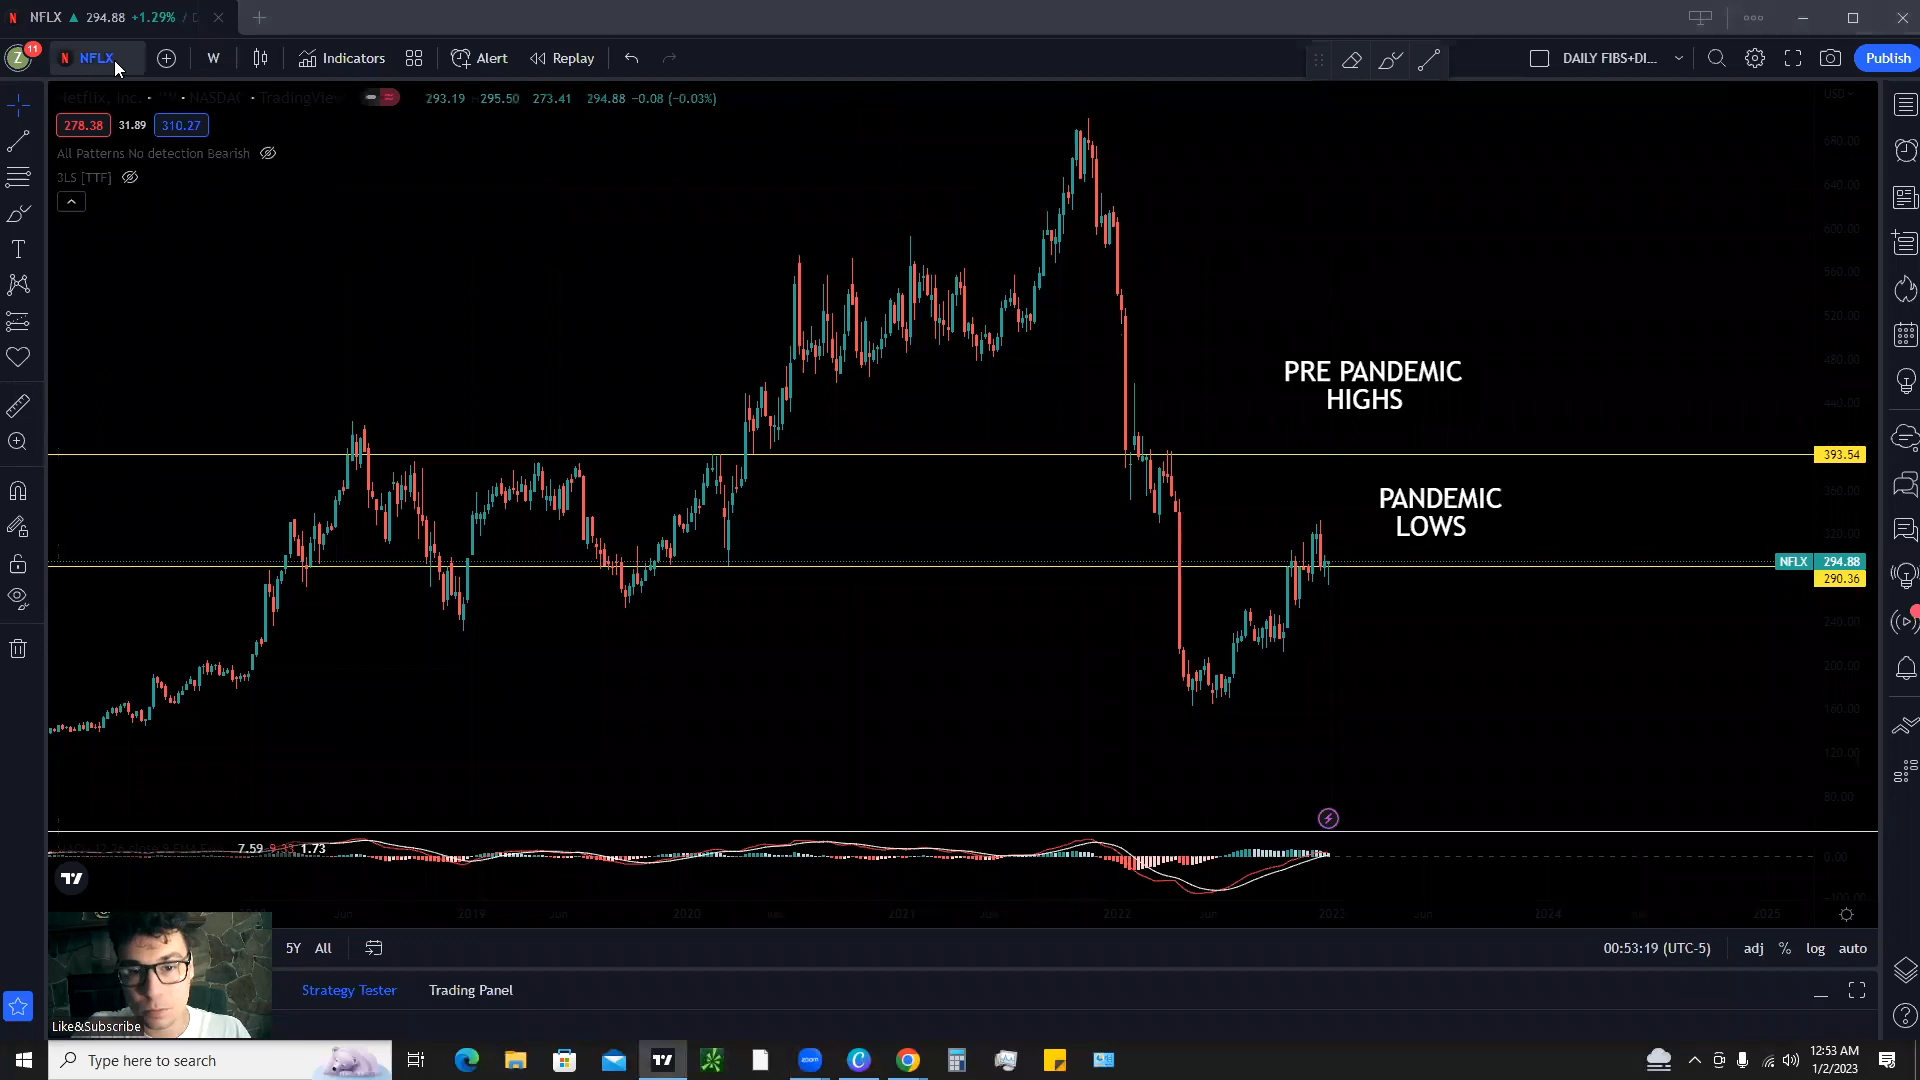 NFLX ▲ 294.88 +1.29% / D
Z 11 NFLX W Indicators Alert Replay DAILY FIBS+DI... Publish
Netflix, Inc. · 1W · NASDAQ · TradingView 293.19 295.50 273.41 294.88 −0.08 (−0.03%)
278.38 31.89 310.27
All Patterns No detection Bearish
3LS [TTF]
USD
680.00
640.00
600.00
560.00
520.00
480.00
440.00
PRE PANDEMIC
HIGHS
393.54
360.00
PANDEMIC
LOWS
320.00
NFLX 294.88
290.36
240.00
200.00
160.00
120.00
80.00
7.59 9.33 1.73
0.00
-100.00
2018 Jun 2019 Jun 2020 2021 2022 Jun 2023 Jun 2024 2025
5Y All 00:53:19 (UTC-5) adj % log auto
Strategy Tester Trading Panel
Like&Subscribe
Type here to search
zoom
12:53 AM
1/2/2023